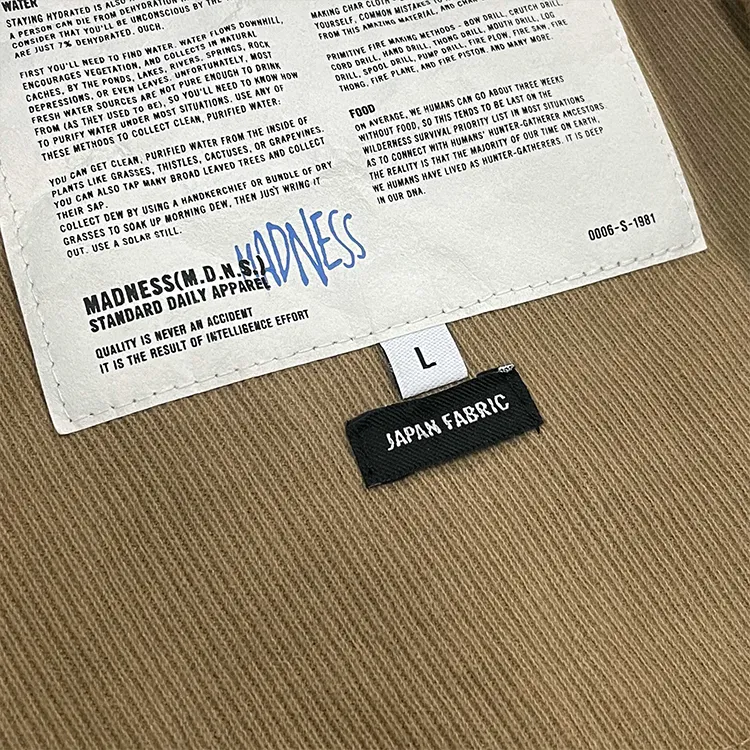 WATER
STAYING HYDRATED IS ALSO
A PERSON CAN DIE FROM DEHYDRATION
CONSIDER THAT YOU'LL BE UNCONSCIOUS BY THE
ARE JUST 7% DEHYDRATED. OUCH.
FIRST YOU'LL NEED TO FIND WATER. WATER FLOWS DOWNHILL,
ENCOURAGES VEGETATION, AND COLLECTS IN NATURAL
CACHES, BY THE PONDS, LAKES, RIVERS, SPRINGS, ROCK
DEPRESSIONS, OR EVEN LEAVES. UNFORTUNATELY, MOST
FRESH WATER SOURCES ARE NOT PURE ENOUGH TO DRINK
FROM (AS THEY USED TO BE), SO YOU'LL NEED TO KNOW HOW
TO PURIFY WATER UNDER MOST SITUATIONS. USE ANY OF
THESE METHODS TO COLLECT CLEAN, PURIFIED WATER:
YOU CAN GET CLEAN, PURIFIED WATER FROM THE INSIDE OF
PLANTS LIKE GRASSES, THISTLES, CACTUSES, OR GRAPEVINES.
YOU CAN ALSO TAP MANY BROAD LEAVED TREES AND COLLECT
THEIR SAP.
COLLECT DEW BY USING A HANDKERCHIEF OR BUNDLE OF DRY
GRASSES TO SOAK UP MORNING DEW, THEN JUST WRING IT
OUT. USE A SOLAR STILL.
MAKING CHAR CLOTH
YOURSELF, COMMON MISTAKES TO
FROM THIS AMAZING MATERIAL, AND
PRIMITIVE FIRE MAKING METHODS - BOW DRILL, CRUTCH DRILL,
CORD DRILL, HAND DRILL, THONG DRILL, MOUTH DRILL, LOG
DRILL, SPOOL DRILL, PUMP DRILL, FIRE PLOW, FIRE SAW, FIRE
THONG, FIRE PLANE, AND FIRE PISTON. AND MANY MORE.
FOOD
ON AVERAGE, WE HUMANS CAN GO ABOUT THREE WEEKS
WITHOUT FOOD, SO THIS TENDS TO BE LAST ON THE
WILDERNESS SURVIVAL PRIORITY LIST IN MOST SITUATIONS
AS TO CONNECT WITH HUMANS' HUNTER-GATHERER ANCESTORS.
THE REALITY IS THAT THE MAJORITY OF OUR TIME ON EARTH,
WE HUMANS HAVE LIVED AS HUNTER-GATHERERS. IT IS DEEP
IN OUR DNA.
0006-S-1981
MADNESS
MADNESS(M.D.N.S.)
STANDARD DAILY APPAREL
QUALITY IS NEVER AN ACCIDENT
IT IS THE RESULT OF INTELLIGENCE EFFORT
L
JAPAN FABRIC